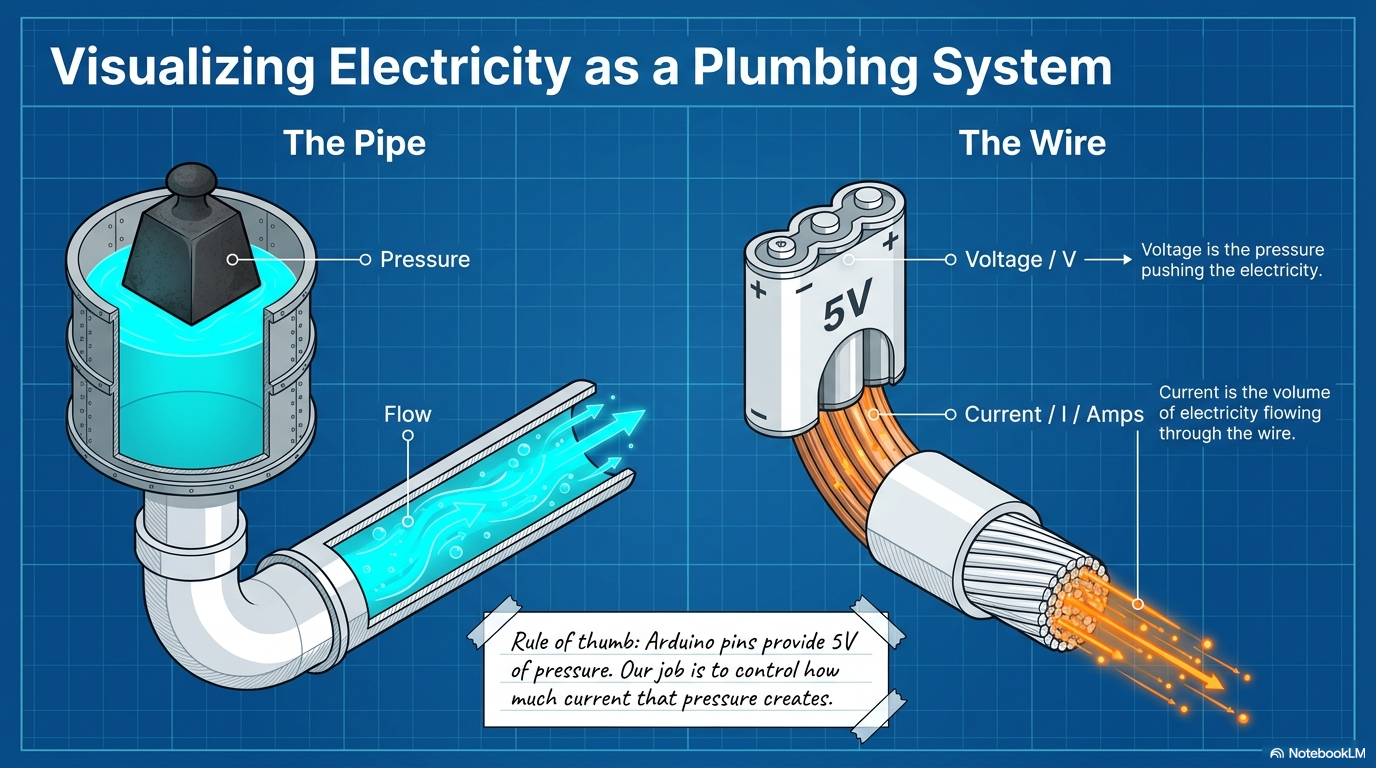 Visualizing Electricity as a Plumbing System
The Pipe
Pressure
Flow
The Wire
+
+
−
5V
−
Voltage / V
Voltage is the pressure
pushing the electricity.
Current / I / Amps
Current is the volume
of electricity flowing
through the wire.
Rule of thumb: Arduino pins provide 5V
of pressure. Our job is to control how
much current that pressure creates.
NotebookLM